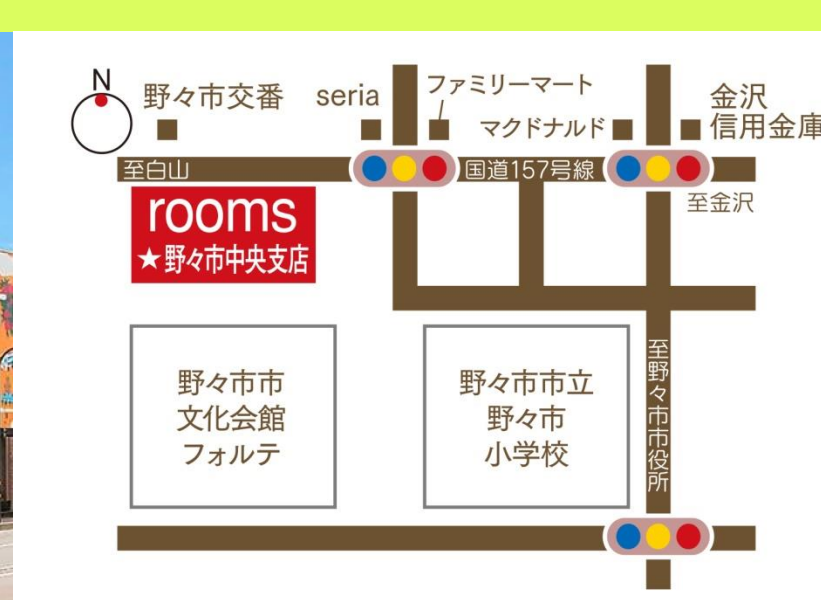 N
野々市交番
seria
ファミリーマート
マクドナルド
金沢
信用金庫
至白山
国道157号線
至金沢
rooms
★野々市中央支店
野々市市
文化会館
フォルテ
野々市市立
野々市
小学校
至野々市市役所